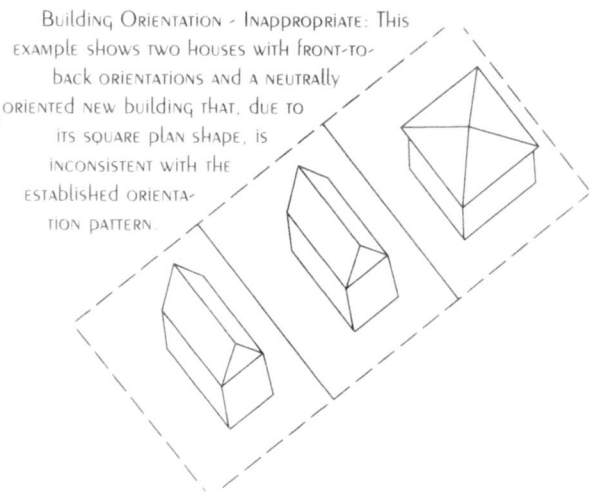 Building Orientation - Inappropriate: This
example shows two houses with front-to-
back orientations and a neutrally
oriented new building that, due to
its square plan shape, is
inconsistent with the
established orienta-
tion pattern.